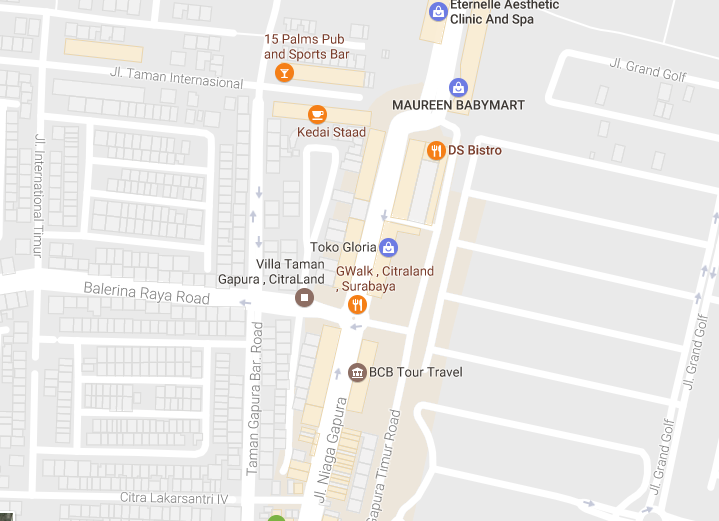 Eternelle Aesthetic
Clinic And Spa
15 Palms Pub
and Sports Bar
Jl. Taman Internasional
Jl. Grand Golf
MAUREEN BABYMART
Kedai Staad
DS Bistro
Jl. International Timur
Toko Gloria
Villa Taman
Gapura , CitraLand
GWalk , Citraland
, Surabaya
Balerina Raya Road
BCB Tour Travel
Taman Gapura Bar. Road
Jl. Grand Golf
Jl. Niaga Gapura
Gapura Timur Road
Jl. Grand Golf
Citra Lakarsantri IV